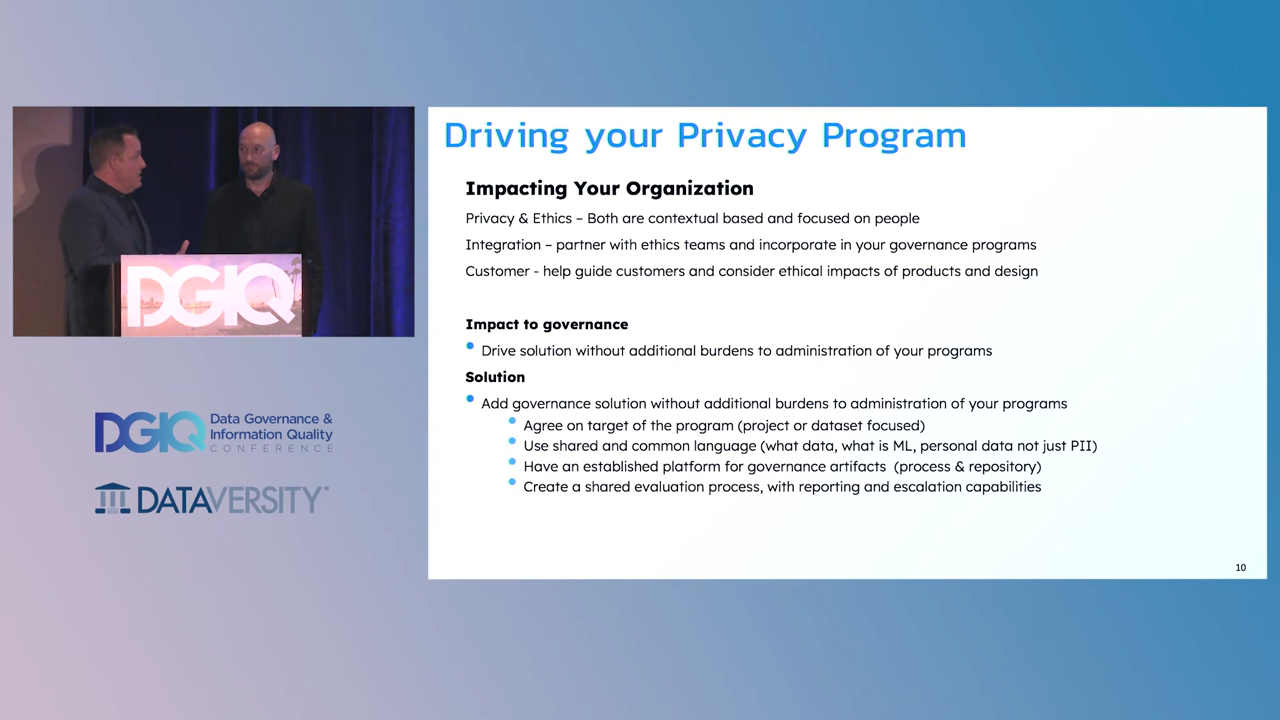 Driving your Privacy Program
Impacting Your Organization
Privacy & Ethics – Both are contextual based and focused on people
Integration – partner with ethics teams and incorporate in your governance programs
Customer - help guide customers and consider ethical impacts of products and design
Impact to governance
Drive solution without additional burdens to administration of your programs
Solution
Add governance solution without additional burdens to administration of your programs
Agree on target of the program (project or dataset focused)
Use shared and common language (what data, what is ML, personal data not just PII)
Have an established platform for governance artifacts (process & repository)
Create a shared evaluation process, with reporting and escalation capabilities
10
DGIQ
DGIQ
Data Governance &
Information Quality
CONFERENCE
DATAVERSITY